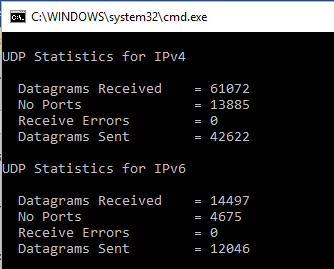 C:\WINDOWS\system32\cmd.exe
UDP Statistics for IPv4
Datagrams Received = 61072
No Ports = 13885
Receive Errors = 0
Datagrams Sent = 42622
UDP Statistics for IPv6
Datagrams Received = 14497
No Ports = 4675
Receive Errors = 0
Datagrams Sent = 12046